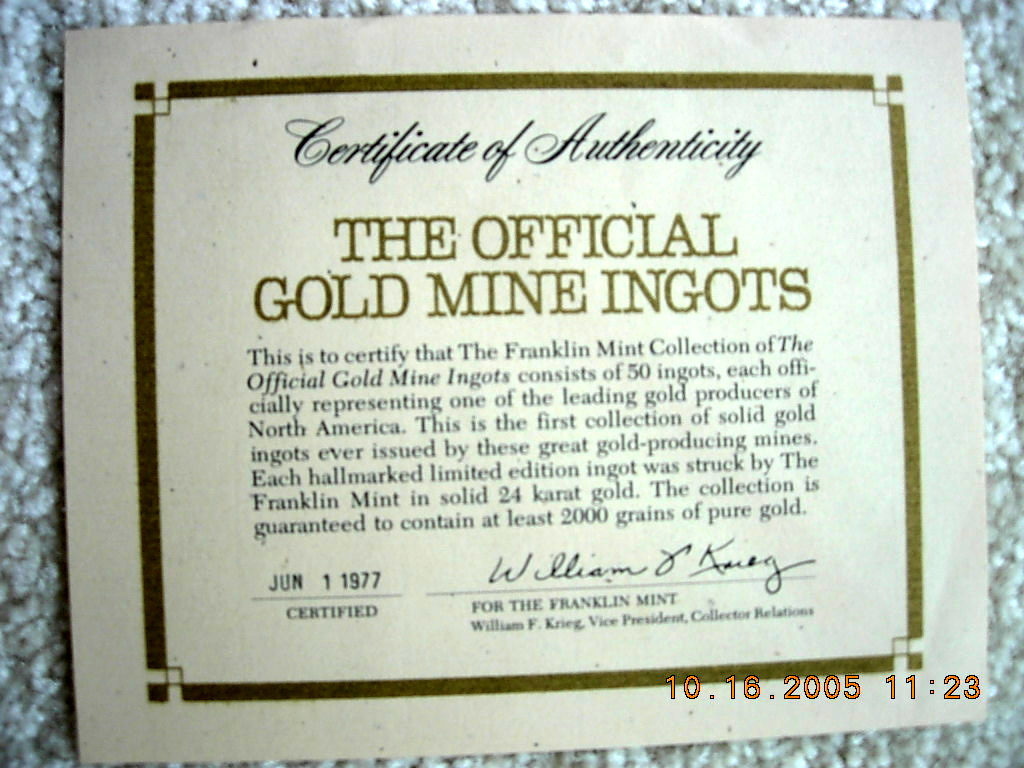 Certificate of Authenticity
THE OFFICIAL
GOLD MINE INGOTS
This is to certify that The Franklin Mint Collection of The
Official Gold Mine Ingots consists of 50 ingots, each offi-
cially representing one of the leading gold producers of
North America. This is the first collection of solid gold
ingots ever issued by these great gold-producing mines.
Each hallmarked limited edition ingot was struck by The
Franklin Mint in solid 24 karat gold. The collection is
guaranteed to contain at least 2000 grains of pure gold.
JUN 1 1977
CERTIFIED
William F Krieg
FOR THE FRANKLIN MINT
William F. Krieg, Vice President, Collector Relations
10.16.2005 11:23